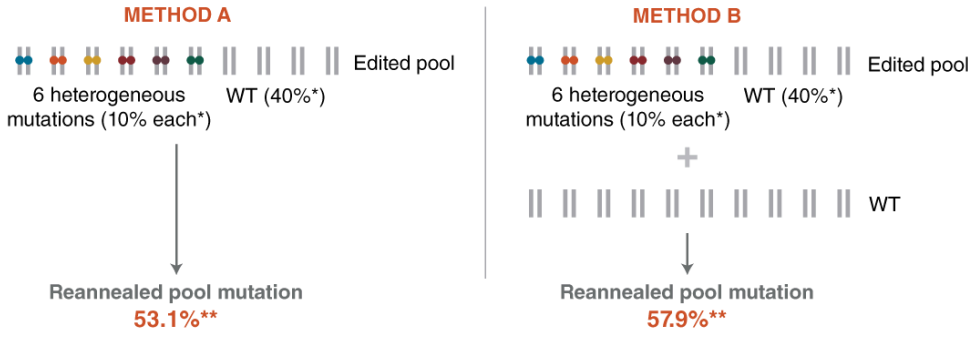 METHOD A
Edited pool
6 heterogeneous
mutations (10% each*)
WT (40%*)
Reannealed pool mutation
53.1%**
METHOD B
Edited pool
6 heterogeneous
mutations (10% each*)
WT (40%*)
+
WT
Reannealed pool mutation
57.9%**